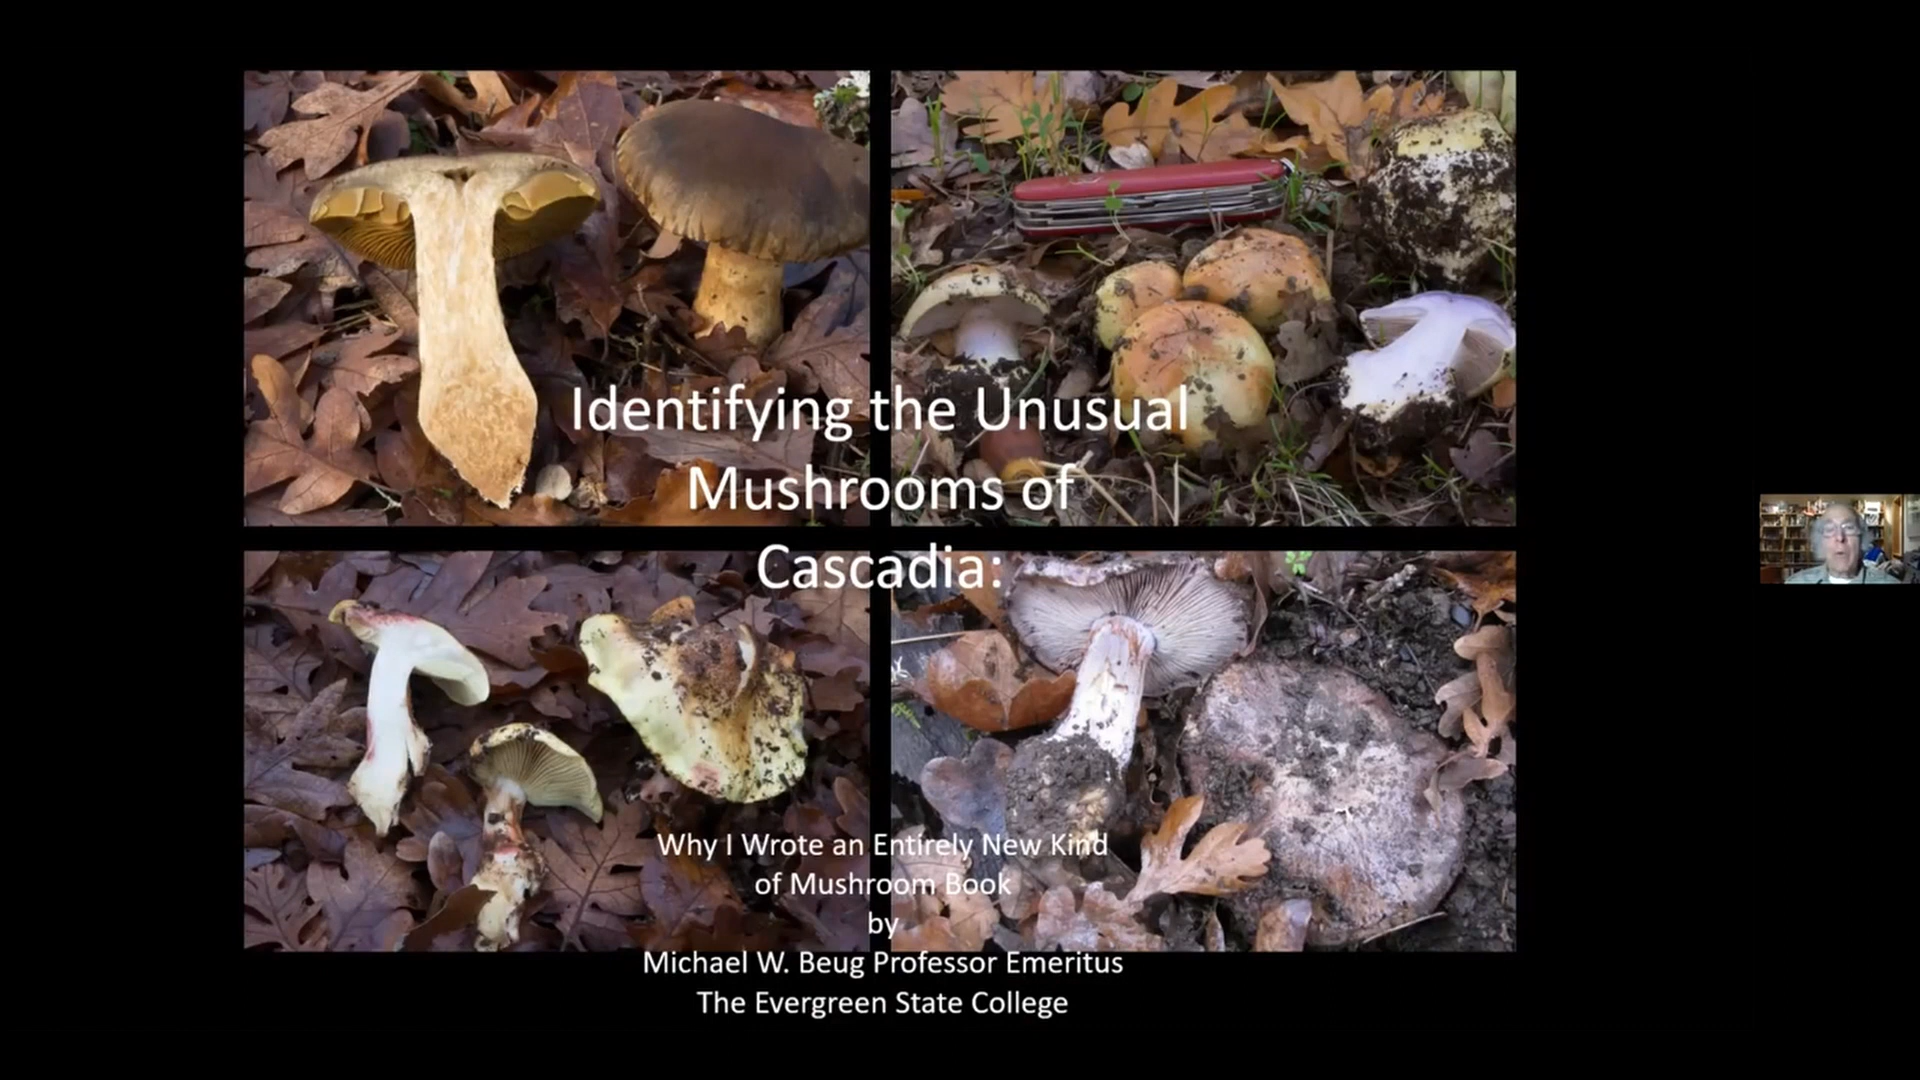 Identifying the Unusual
Mushrooms of
Cascadia:
Why I Wrote an Entirely New Kind
of Mushroom Book
by
Michael W. Beug Professor Emeritus
The Evergreen State College